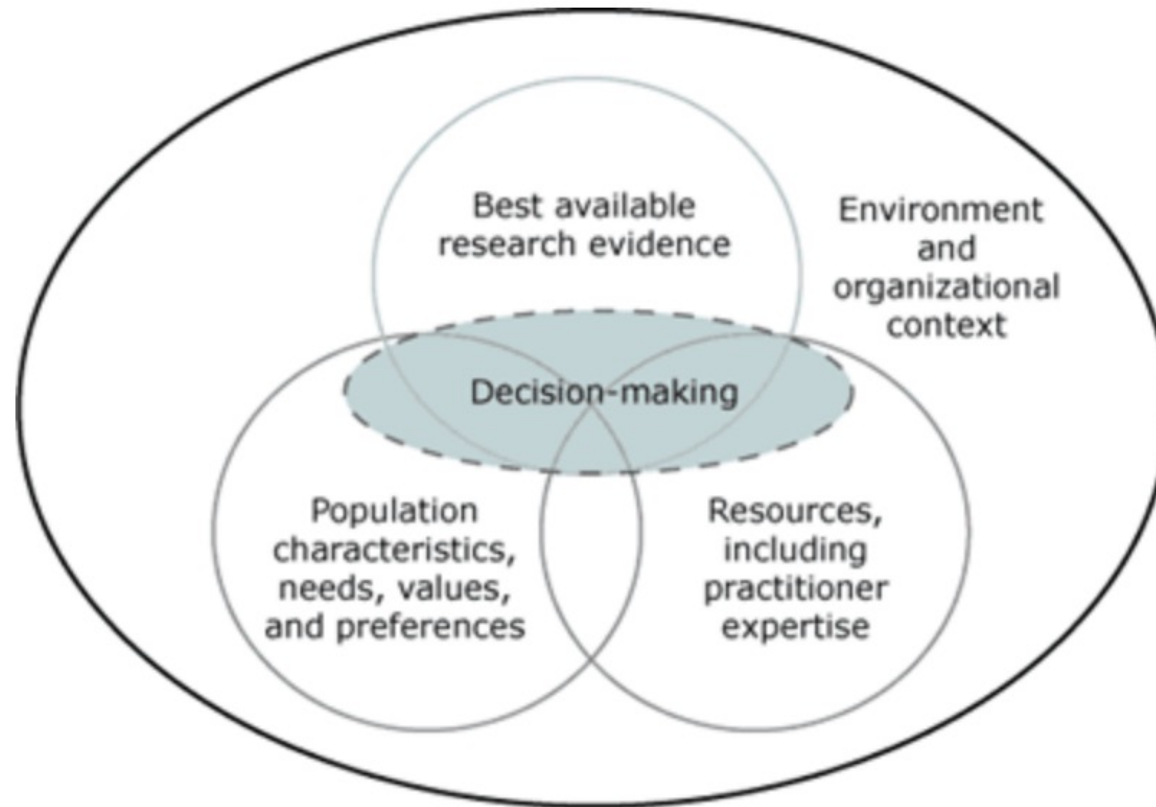 Best available
research evidence
Environment
and
organizational
context
Decision-making
Population
characteristics,
needs, values,
and preferences
Resources,
including
practitioner
expertise